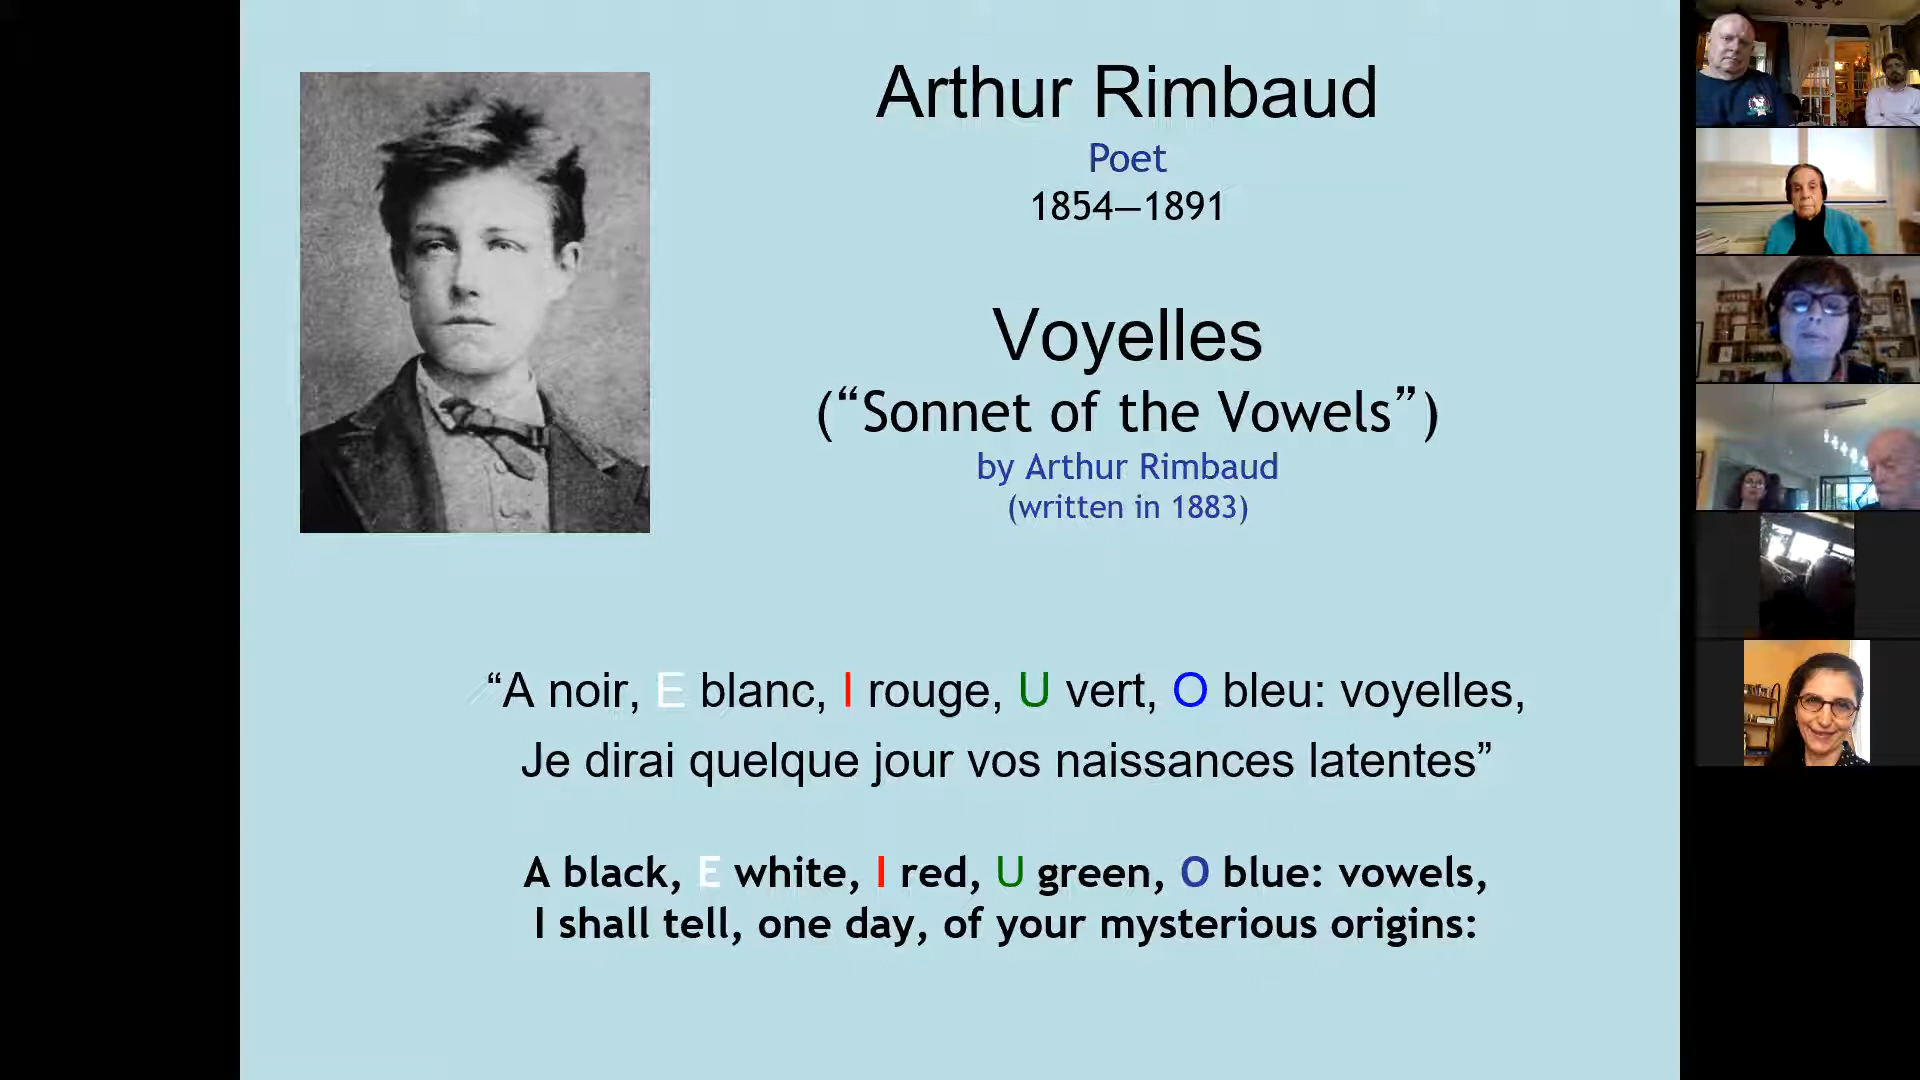 Arthur Rimbaud
Poet
1854—1891
Voyelles
(“Sonnet of the Vowels”)
by Arthur Rimbaud
(written in 1883)
“A noir, E blanc, I rouge, U vert, O bleu: voyelles,
Je dirai quelque jour vos naissances latentes”
A black, E white, I red, U green, O blue: vowels,
I shall tell, one day, of your mysterious origins: